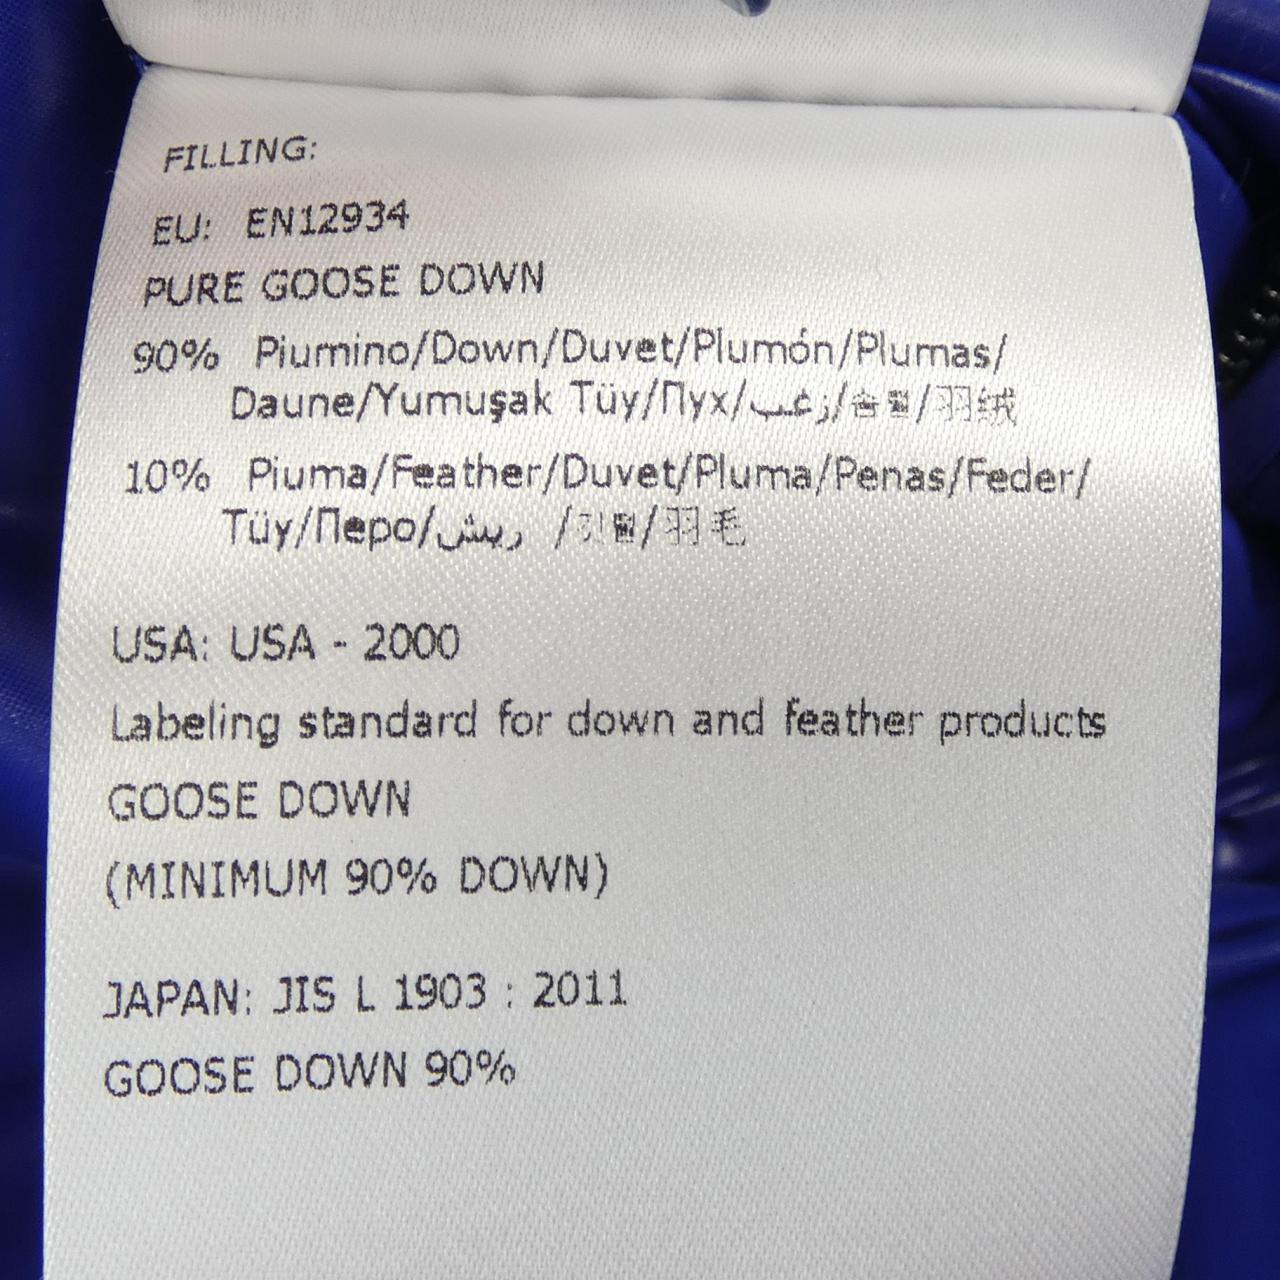 FILLING:
EU: EN12934
PURE GOOSE DOWN
90% Piumino/Down/Duvet/Plumón/Plumas/
Daune/Yumuşak Tüy/Пух/زغب/솜털/羽绒
10% Piuma/Feather/Duvet/Pluma/Penas/Feder/
Tüy/Перо/ريش /깃털/羽毛
USA: USA - 2000
Labeling standard for down and feather products
GOOSE DOWN
(MINIMUM 90% DOWN)
JAPAN: JIS L 1903 : 2011
GOOSE DOWN 90%